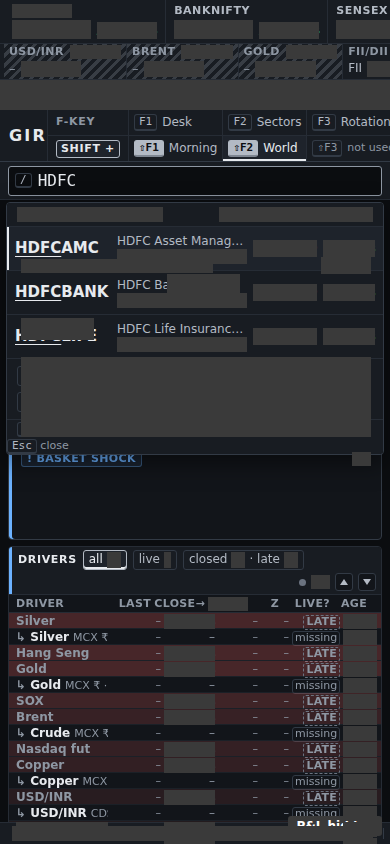 BANKNIFTY SENSEX
USD/INR BRENT GOLD FII/DII
– – – FII
GIR F-KEY F1 Desk F2 Sectors F3 Rotation
SHIFT + ⇧F1 Morning ⇧F2 World ⇧F3 not used
/ HDFC
HDFCAMC HDFC Asset Manag…
HDFCBANK HDFC Ba
HDFC Life Insuranc…
Esc close
! BASKET SHOCK
DRIVERS all live closed · late
▲ ▼
DRIVER LAST CLOSE→ Z LIVE? AGE
Silver – – – LATE
↳ Silver MCX ₹ – – – – missing
Hang Seng – – – LATE
Gold – – – LATE
↳ Gold MCX ₹ · – – – – missing
SOX – – – LATE
Brent – – – LATE
↳ Crude MCX ₹ – – – – missing
Nasdaq fut – – – LATE
Copper – – – LATE
↳ Copper MCX – – – – missing
USD/INR – – – LATE
↳ USD/INR CD – – – – missing